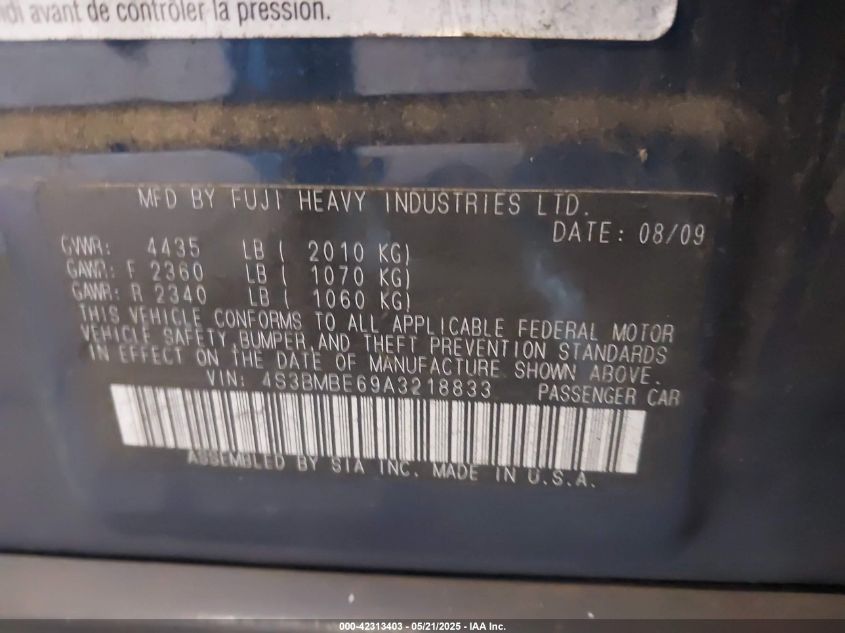 avant de contrôler la pression.
MFD BY FUJI HEAVY INDUSTRIES LTD.
DATE: 08/09
GVWR: 4435 LB ( 2010 KG)
GAWR: F 2360 LB ( 1070 KG)
GAWR: R 2340 LB ( 1060 KG)
THIS VEHICLE CONFORMS TO ALL APPLICABLE FEDERAL MOTOR
VEHICLE SAFETY,BUMPER,AND THEFT PREVENTION STANDARDS
IN EFFECT ON THE DATE OF MANUFACTURE SHOWN ABOVE.
VIN: 4S3BMBE69A3218833 PASSENGER CAR
ASSEMBLED BY SIA INC. MADE IN U.S.A.
000-42313403 - 05/21/2025 - IAA Inc.